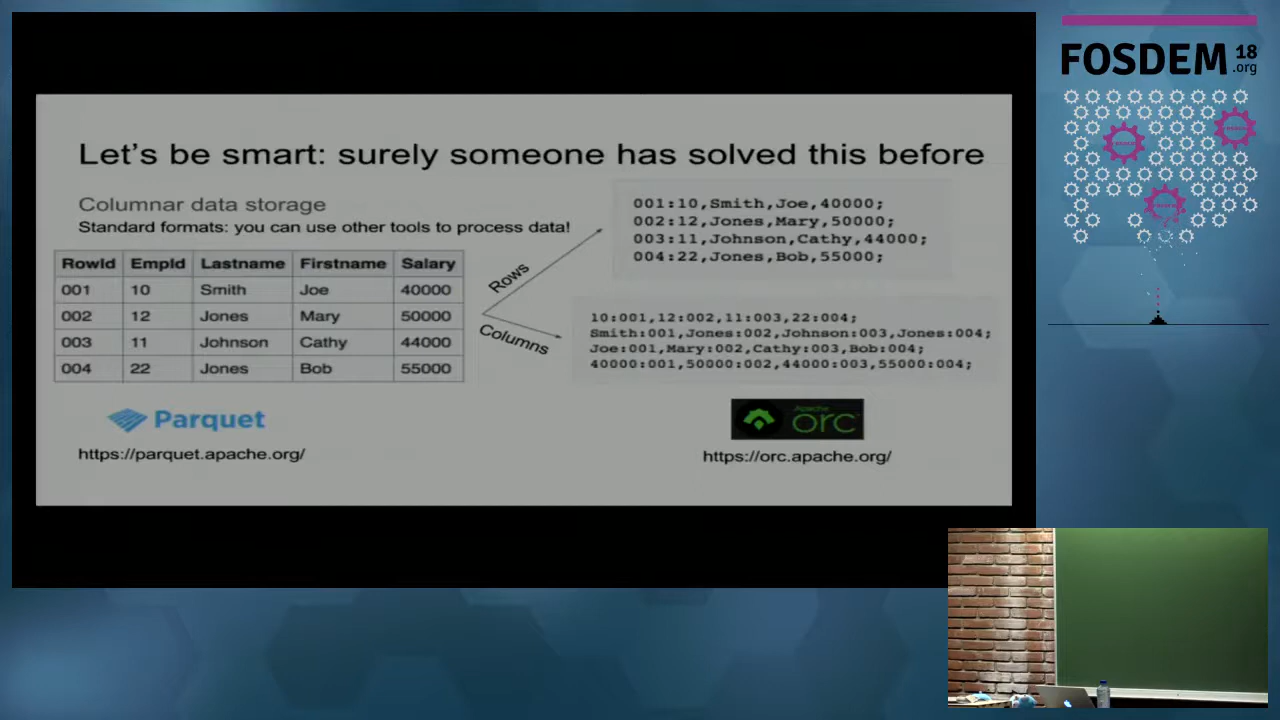 Let's be smart: surely someone has solved this before
Columnar data storage
Standard formats: you can use other tools to process data!
RowId EmpId Lastname Firstname Salary
001 10 Smith Joe 40000
002 12 Jones Mary 50000
003 11 Johnson Cathy 44000
004 22 Jones Bob 55000
Rows
Columns
001:10,Smith,Joe,40000;
002:12,Jones,Mary,50000;
003:11,Johnson,Cathy,44000;
004:22,Jones,Bob,55000;
10:001,12:002,11:003,22:004;
Smith:001,Jones:002,Johnson:003,Jones:004;
Joe:001,Mary:002,Cathy:003,Bob:004;
40000:001,50000:002,44000:003,55000:004;
Parquet
https://parquet.apache.org/
Apache
orc
https://orc.apache.org/
FOSDEM 18
.org